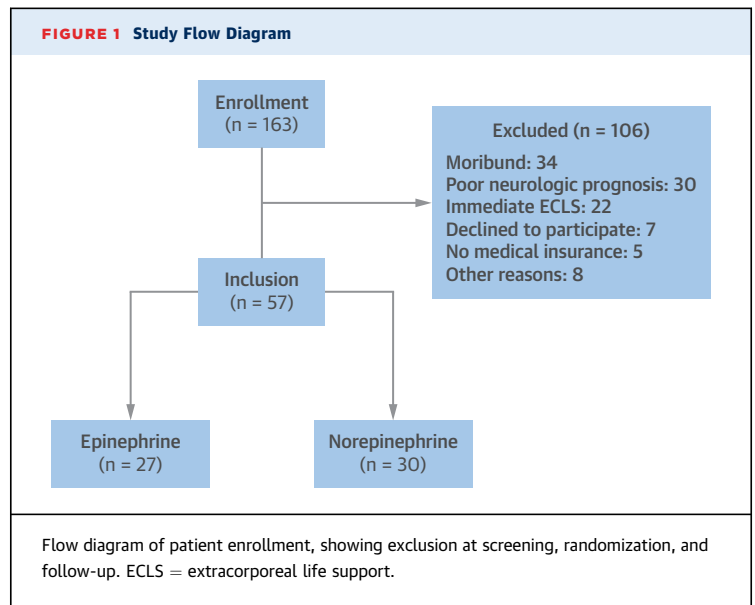 FIGURE 1 Study Flow Diagram
Enrollment
(n = 163)
Excluded (n = 106)
Moribund: 34
Poor neurologic prognosis: 30
Immediate ECLS: 22
Declined to participate: 7
No medical insurance: 5
Other reasons: 8
Inclusion
(n = 57)
Epinephrine
(n = 27)
Norepinephrine
(n = 30)
Flow diagram of patient enrollment, showing exclusion at screening, randomization, and
follow-up. ECLS = extracorporeal life support.